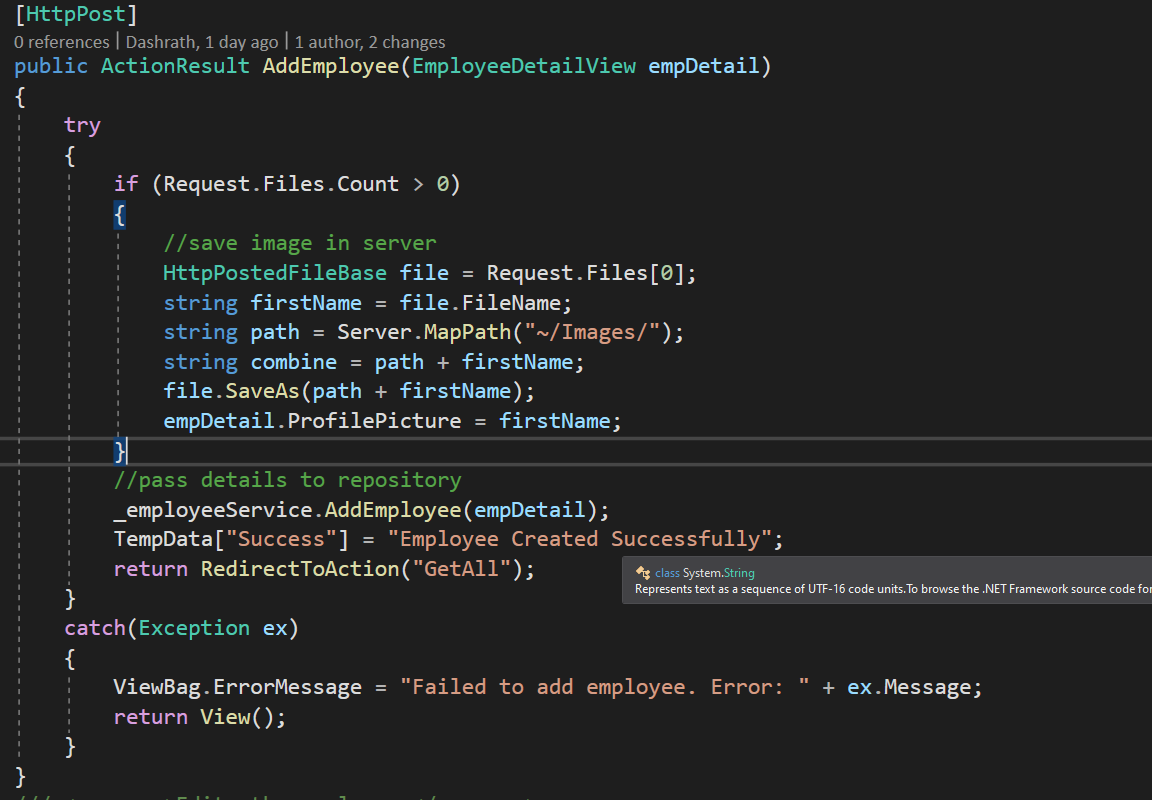 [HttpPost]
0 references | Dashrath, 1 day ago | 1 author, 2 changes
public ActionResult AddEmployee(EmployeeDetailView empDetail)
{
try
{
if (Request.Files.Count > 0)
{
//save image in server
HttpPostedFileBase file = Request.Files[0];
string firstName = file.FileName;
string path = Server.MapPath("~/Images/");
string combine = path + firstName;
file.SaveAs(path + firstName);
empDetail.ProfilePicture = firstName;
}
//pass details to repository
_employeeService.AddEmployee(empDetail);
TempData["Success"] = "Employee Created Successfully";
return RedirectToAction("GetAll");
class System.String
Represents text as a sequence of UTF-16 code units.To browse the .NET Framework source code for
}
catch(Exception ex)
{
ViewBag.ErrorMessage = "Failed to add employee. Error: " + ex.Message;
return View();
}
}